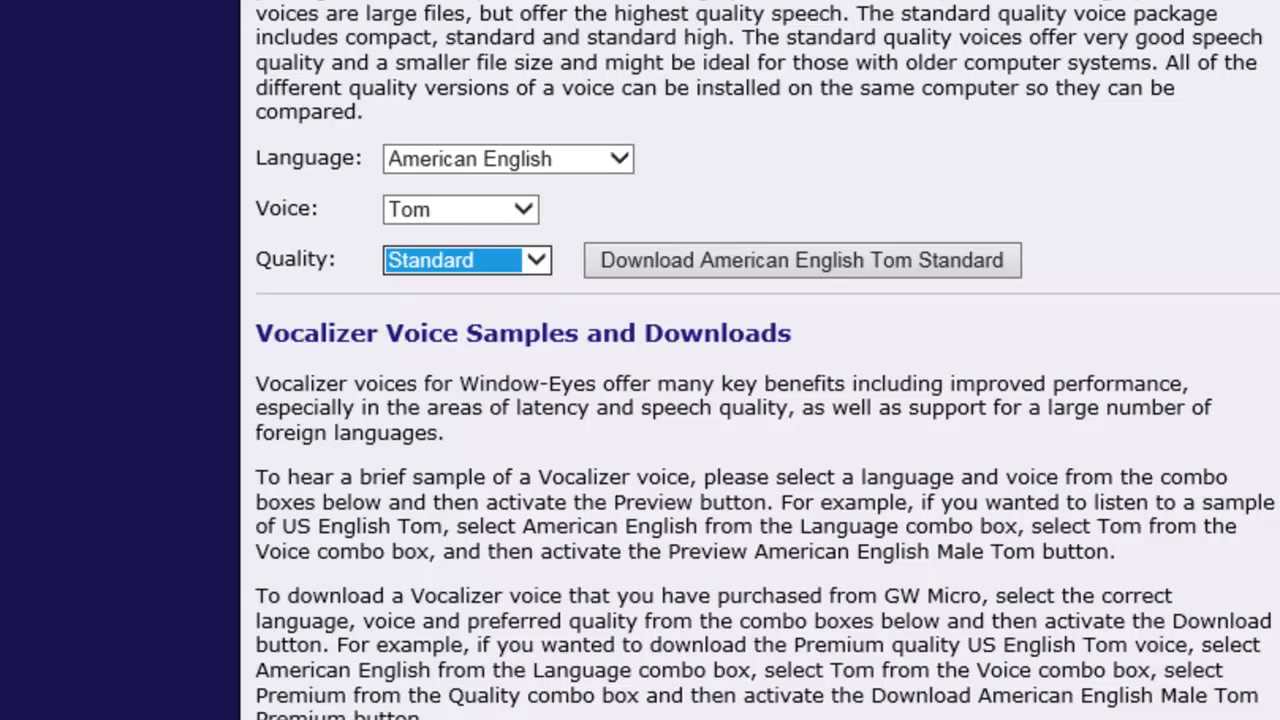 voices are large files, but offer the highest quality speech. The standard quality voice package
includes compact, standard and standard high. The standard quality voices offer very good speech
quality and a smaller file size and might be ideal for those with older computer systems. All of the
different quality versions of a voice can be installed on the same computer so they can be
compared.
Language: American English
Voice: Tom
Quality: Standard Download American English Tom Standard
Vocalizer Voice Samples and Downloads
Vocalizer voices for Window-Eyes offer many key benefits including improved performance,
especially in the areas of latency and speech quality, as well as support for a large number of
foreign languages.
To hear a brief sample of a Vocalizer voice, please select a language and voice from the combo
boxes below and then activate the Preview button. For example, if you wanted to listen to a sample
of US English Tom, select American English from the Language combo box, select Tom from the
Voice combo box, and then activate the Preview American English Male Tom button.
To download a Vocalizer voice that you have purchased from GW Micro, select the correct
language, voice and preferred quality from the combo boxes below and then activate the Download
button. For example, if you wanted to download the Premium quality US English Tom voice, select
American English from the Language combo box, select Tom from the Voice combo box, select
Premium from the Quality combo box and then activate the Download American English Male Tom
Premium button.